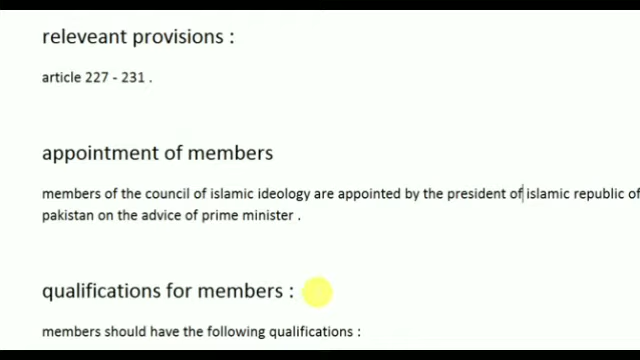 releveant provisions :
article 227 - 231 .
appointment of members
members of the council of islamic ideology are appointed by the president of islamic republic of
pakistan on the advice of prime minister .
qualifications for members :
members should have the following qualifications :